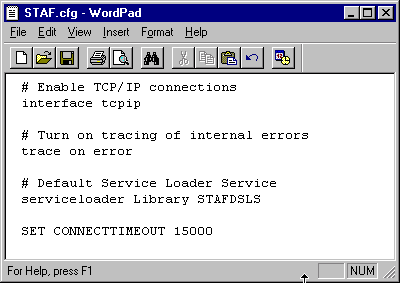 STAF.cfg - WordPad
File Edit View Insert Format Help
# Enable TCP/IP connections
interface tcpip
# Turn on tracing of internal errors
trace on error
# Default Service Loader Service
serviceloader Library STAFDSLS
SET CONNECTTIMEOUT 15000
For Help, press F1 NUM